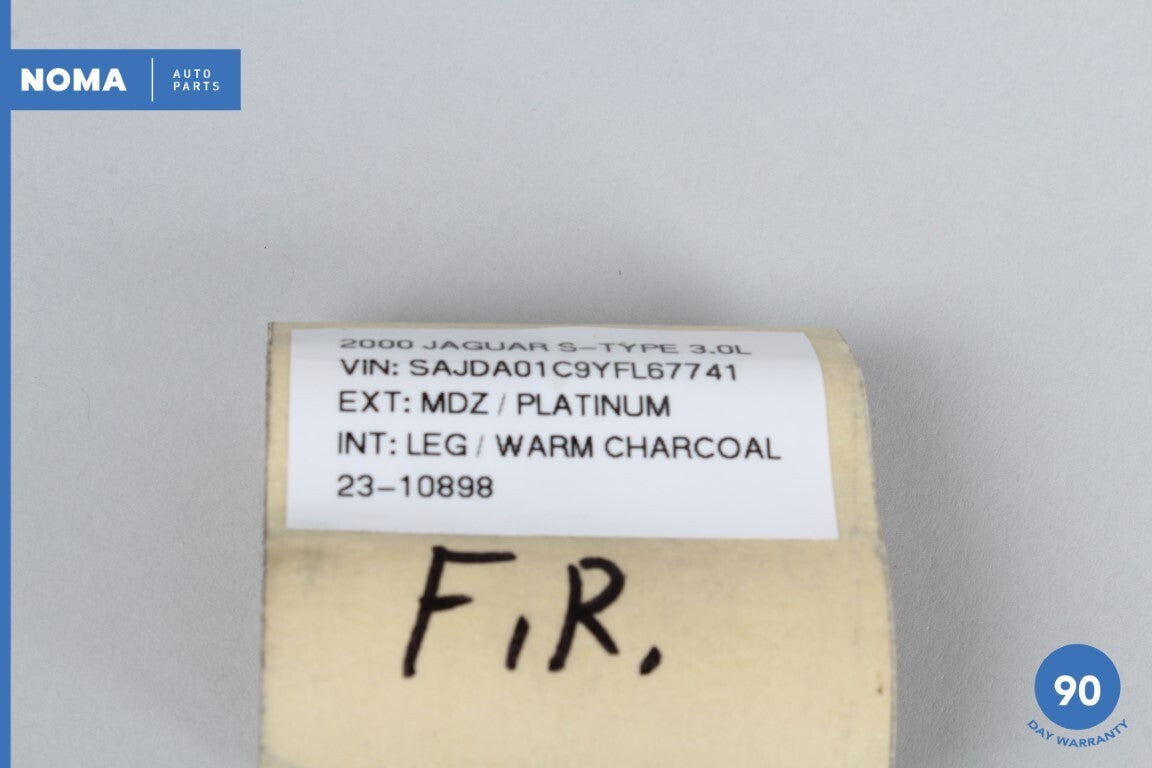 NOMA
AUTO
PARTS
2000 JAGUAR S-TYPE 3.0L
VIN: SAJDA01C9YFL67741
EXT: MDZ / PLATINUM
INT: LEG / WARM CHARCOAL
23-10898
F.R.
90
DAY WARRANTY